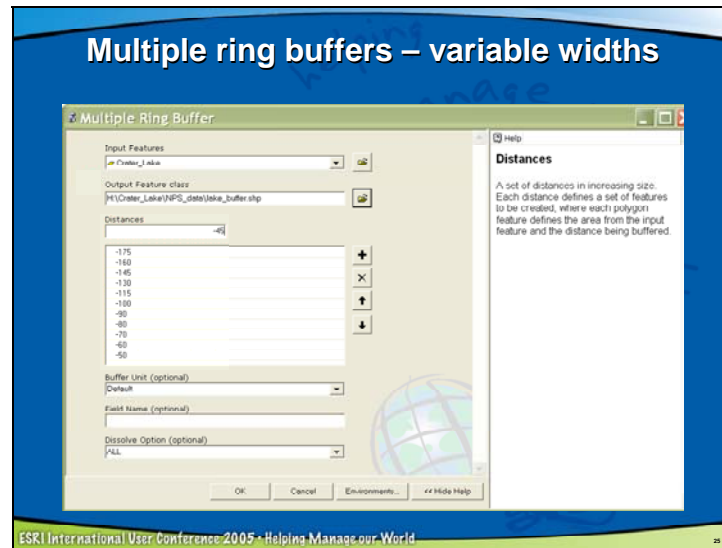 Multiple ring buffers – variable widths
helping
manage
Multiple Ring Buffer
Input Features
Crater_Lake
Output Feature class
H:\Crater_Lake\NPS_data\lake_buffer.shp
Distances
-45
-175
-160
-145
-130
-115
-100
-90
-80
-70
-60
-50
Buffer Unit (optional)
Default
Field Name (optional)
Dissolve Option (optional)
ALL
OK Cancel Environments... << Hide Help
Help
Distances
A set of distances in increasing size.
Each distance defines a set of features
to be created, where each polygon
feature defines the area from the input
feature and the distance being buffered.
ESRI International User Conference 2005 • Helping Manage our World
25